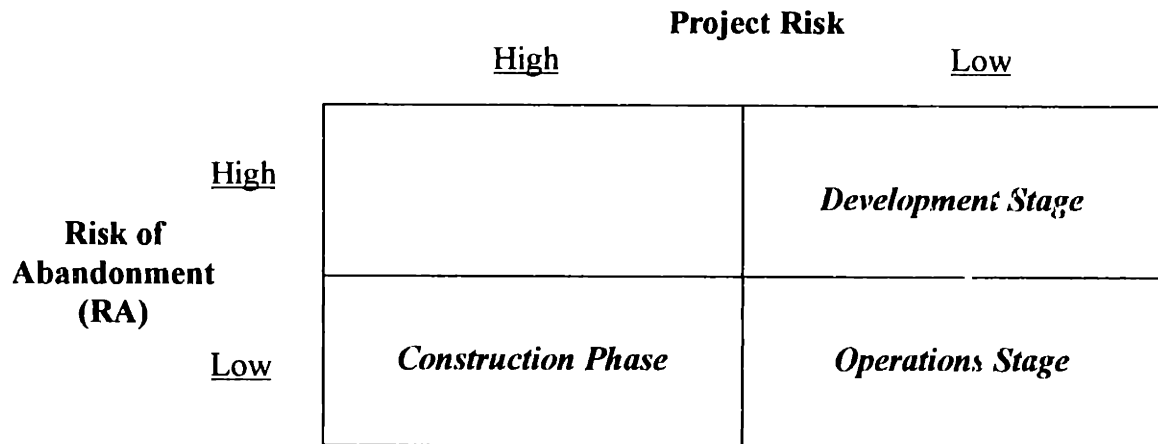 Project Risk
High Low
High
Development Stage
Risk of
Abandonment
(RA)
Low
Construction Phase Operations Stage